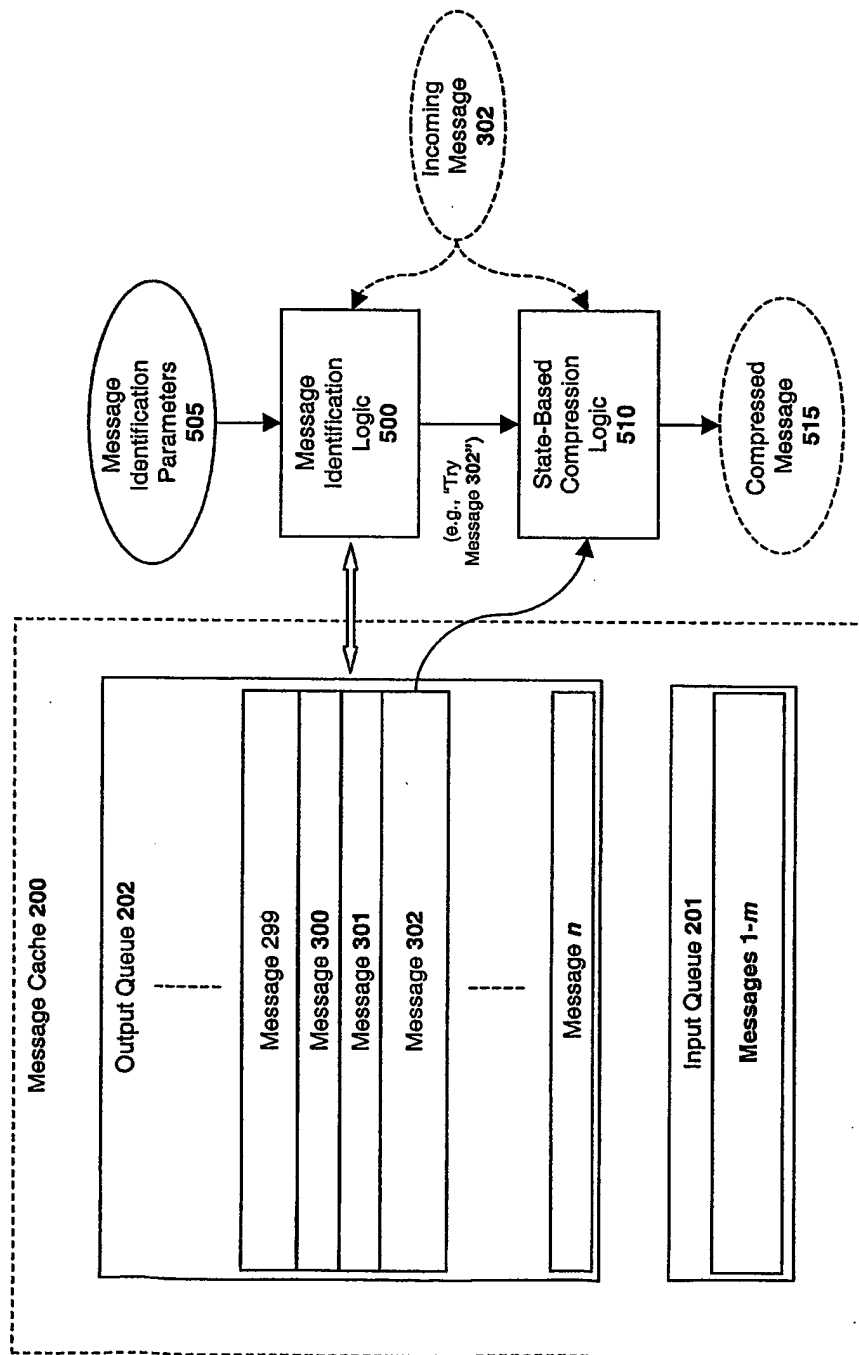 Message Cache 200
Output Queue 202
Message 299
Message 300
Message 301
Message 302
Message n
Input Queue 201
Messages 1-m
Message
Identification
Parameters
505
Message Identification
Logic
500
(e.g., "Try
Message 302")
State-Based
Compression
Logic
510
Compressed
Message
515
Incoming
Message
302